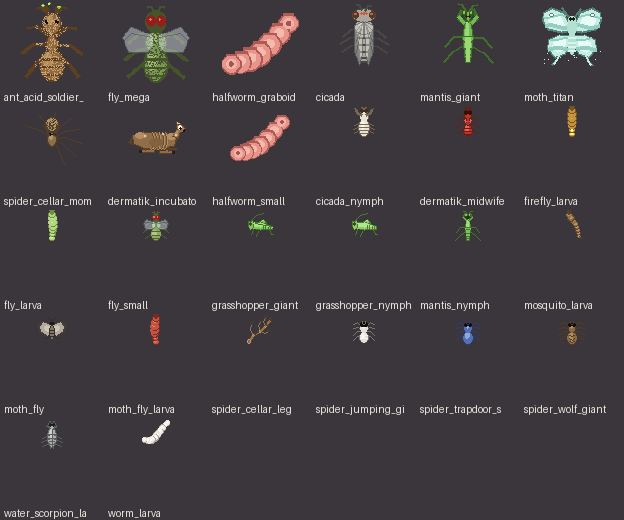 ant_acid_soldier_ fly_mega halfworm_graboid cicada mantis_giant moth_titan
spider_cellar_mom dermatik_incubato halfworm_small cicada_nymph dermatik_midwife firefly_larva
fly_larva fly_small grasshopper_giant grasshopper_nymph mantis_nymph mosquito_larva
moth_fly moth_fly_larva spider_cellar_leg spider_jumping_gi spider_trapdoor_s spider_wolf_giant
water_scorpion_la worm_larva